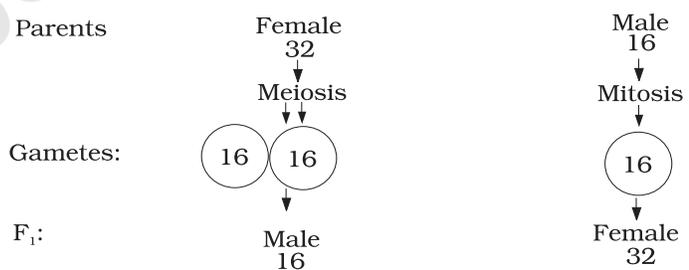 Parents Female Male
32 16
Meiosis Mitosis
Gametes: 16 16 16
F₁: Male Female
16 32